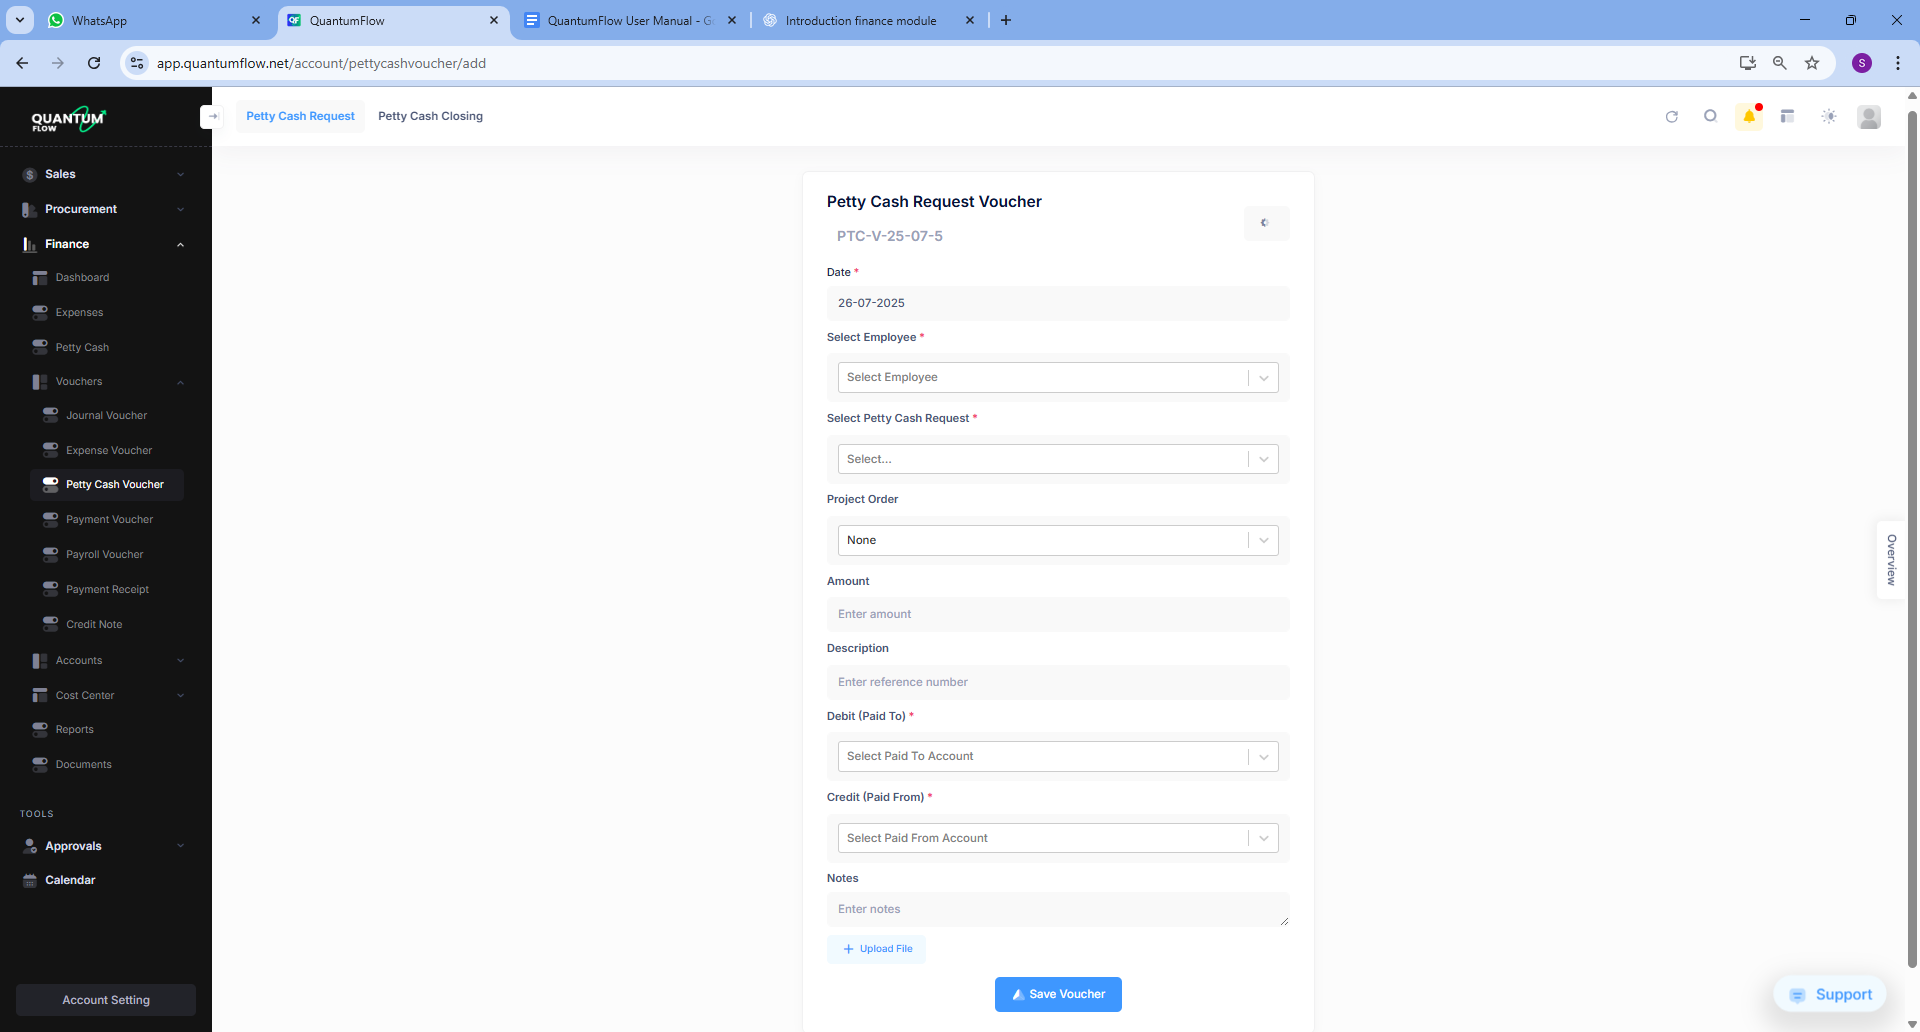 WhatsApp
QuantumFlow
QuantumFlow User Manual - G
Introduction finance module
app.quantumflow.net/account/pettycashvoucher/add
S
QUANTUM
FLOW
Petty Cash Request
Petty Cash Closing
Sales
Procurement
Finance
Dashboard
Expenses
Petty Cash
Vouchers
Journal Voucher
Expense Voucher
Petty Cash Voucher
Payment Voucher
Payroll Voucher
Payment Receipt
Credit Note
Accounts
Cost Center
Reports
Documents
TOOLS
Approvals
Calendar
Account Setting
Petty Cash Request Voucher
PTC-V-25-07-5
Date *
26-07-2025
Select Employee *
Select Employee
Select Petty Cash Request *
Select...
Project Order
None
Amount
Enter amount
Description
Enter reference number
Debit (Paid To) *
Select Paid To Account
Credit (Paid From) *
Select Paid From Account
Notes
Enter notes
+ Upload File
Save Voucher
Overview
Support